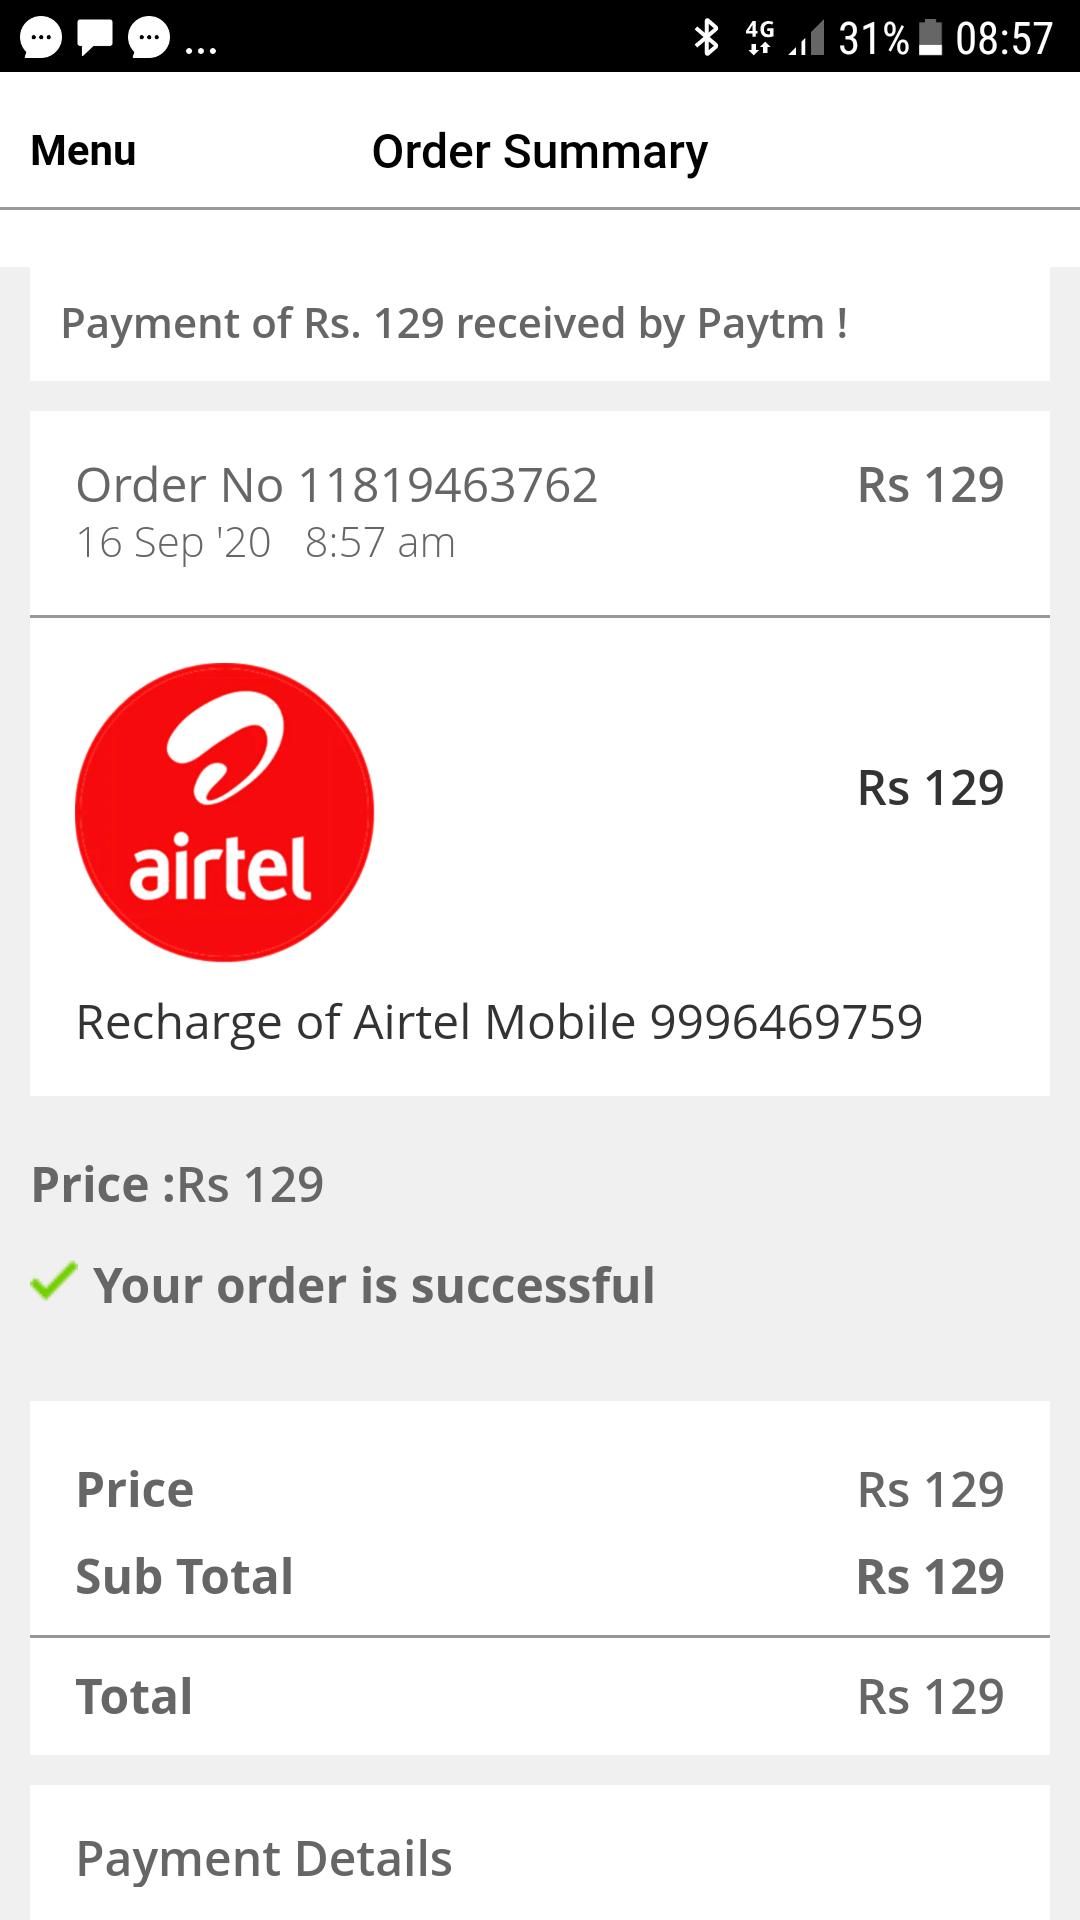 ... 4G 31% 08:57
Menu Order Summary
Payment of Rs. 129 received by Paytm !
Order No 11819463762 Rs 129
16 Sep '20 8:57 am
airtel
Rs 129
Recharge of Airtel Mobile 9996469759
Price :Rs 129
Your order is successful
Price Rs 129
Sub Total Rs 129
Total Rs 129
Payment Details